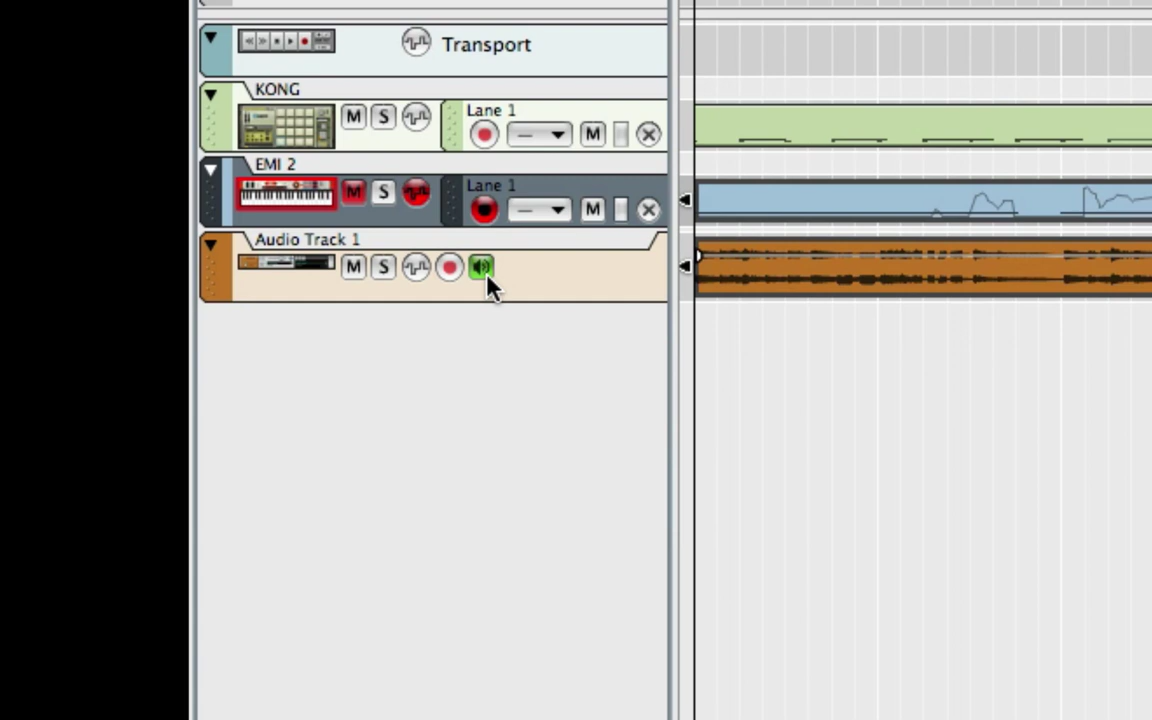 Transport
KONG
M S Lane 1
— M
EMI 2
M S Lane 1
— M
Audio Track 1
M S